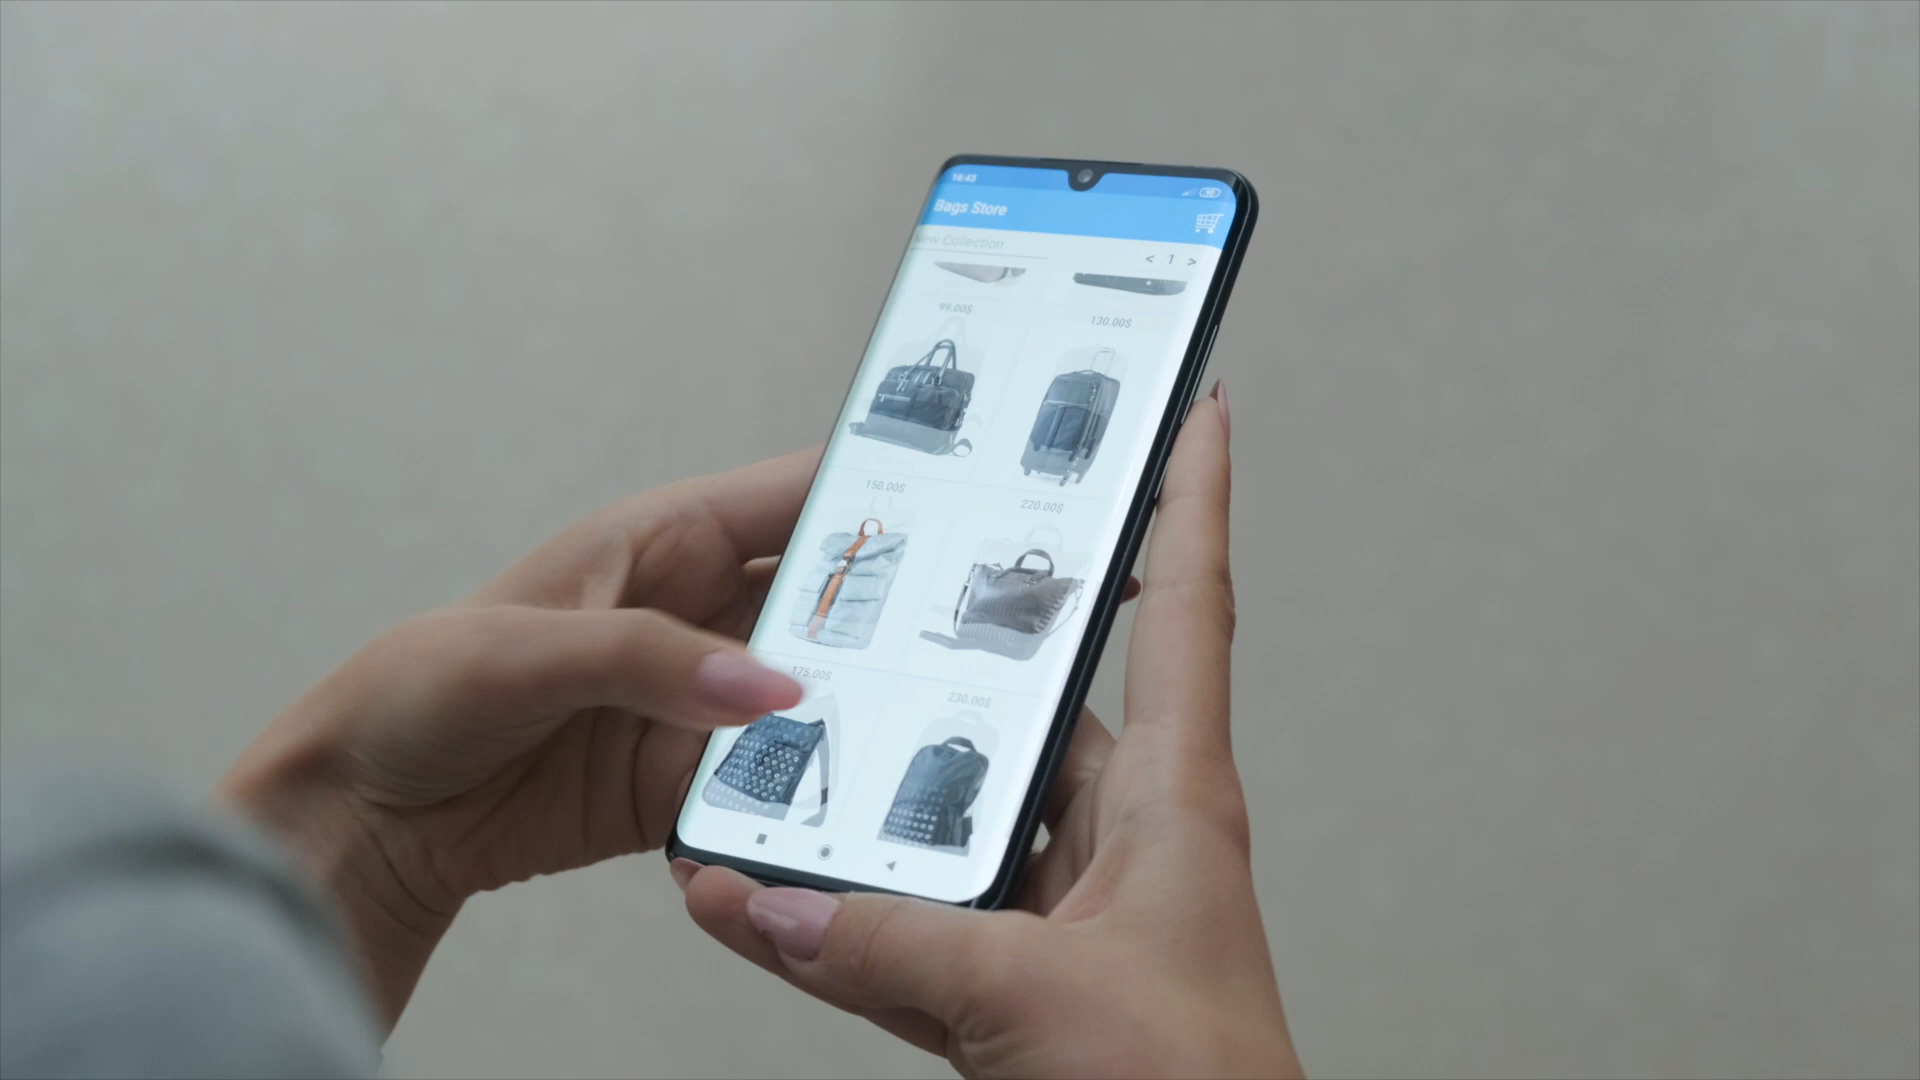 16:43
Bags Store
New Collection
< 1 >
99.00$
130.00$
150.00$
220.00$
175.00$
230.00$